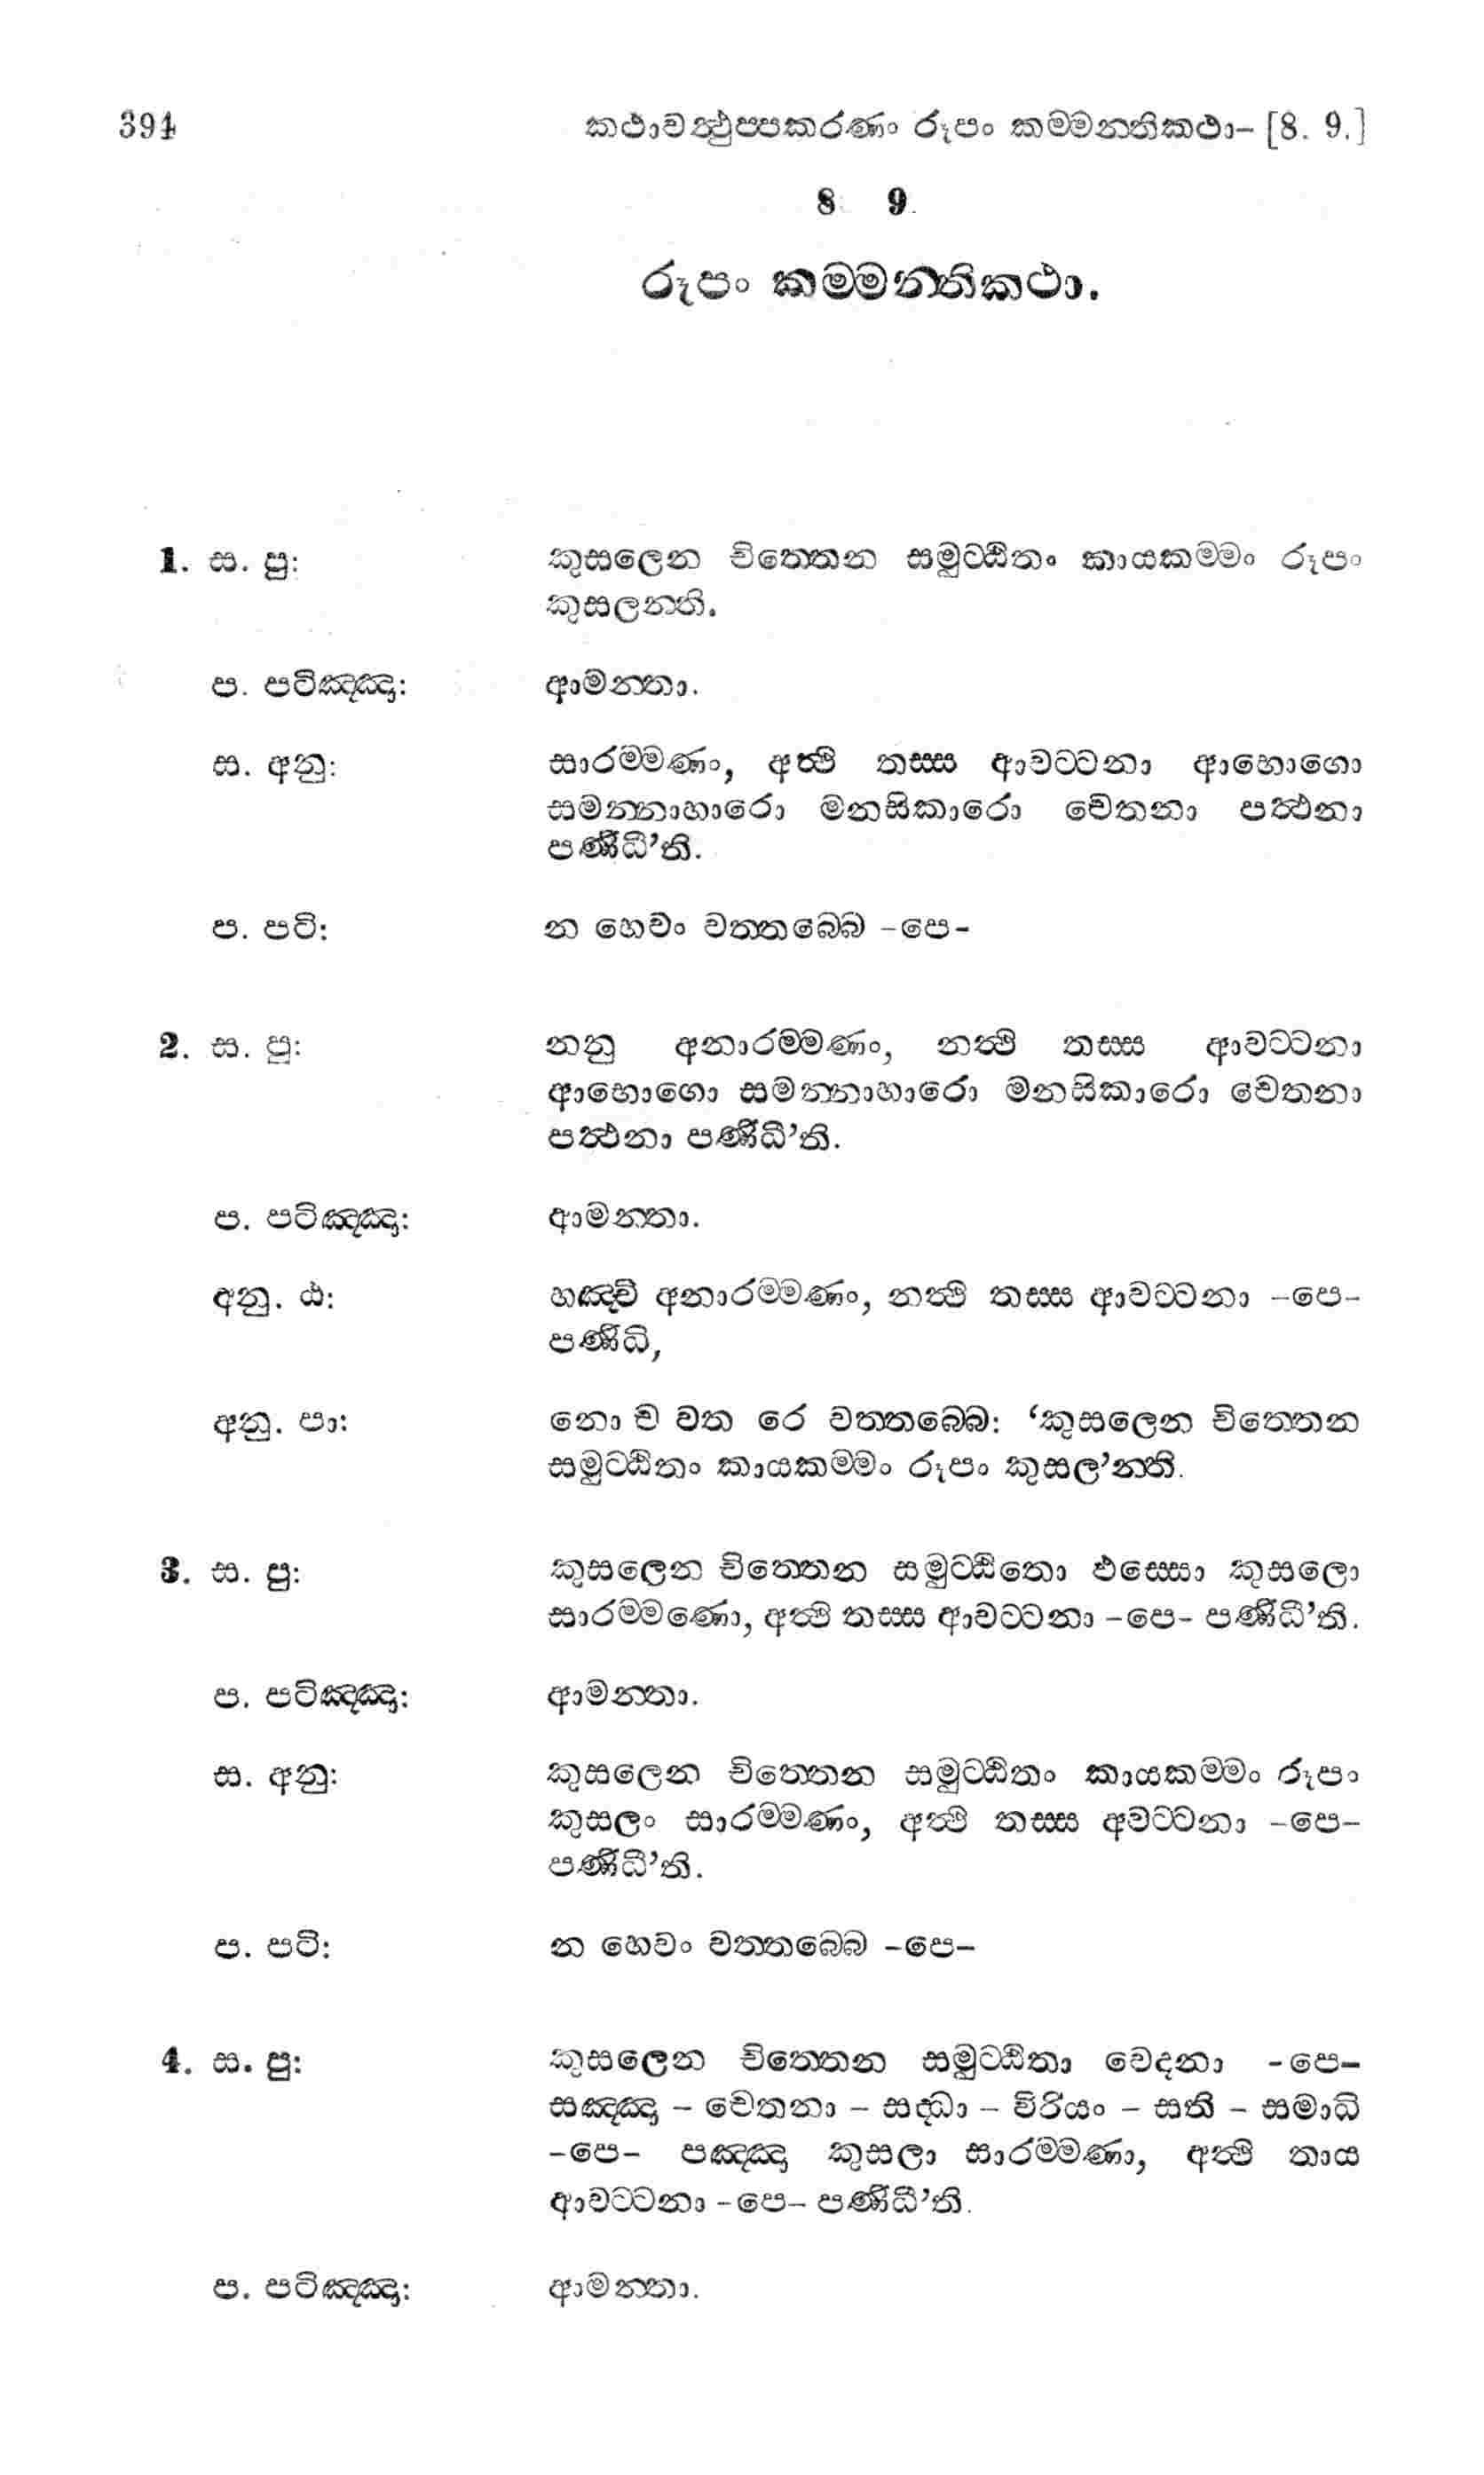 394 කථාවත්‍ථුප්පකරණං රූපං කම්මන්තිකථා- [8. 9.]
8. 9.
රූපං කම්මන්තිකථා.
1. ස. පු: කුසලෙන චිත්තෙන සමුට්ඨිතං කායකම්මං රූපං
කුසලන්ති.
ප. පටිඤ්ඤා: ආමන්තා.
ස. අනු: සාරම්මණං, අත්‍ථි තස්ස ආවට්ටනා ආභොගො
සමන්නාහාරො මනසිකාරො චෙතනා පත්‍ථනා
පණිධී’ති.
ප. පටි: න හෙවං වත්තබ්බෙ -පෙ-
2. ස. පු: නනු අනාරම්මණං, නත්‍ථි තස්ස ආවට්ටනා
ආභොගො සමන්නාහාරො මනසිකාරො චෙතනා
පත්‍ථනා පණිධී’ති.
ප. පටිඤ්ඤා: ආමන්තා.
අනු. ඨ: හඤ්චි අනාරම්මණං, නත්‍ථි තස්ස ආවට්ටනා -පෙ-
පණිධි,
අනු. පා: නො ච වත රෙ වත්තබ්බෙ: ‘කුසලෙන චිත්තෙන
සමුට්ඨිතං කායකම්මං රූපං කුසල’න්ති.
3. ස. පු: කුසලෙන චිත්තෙන සමුට්ඨිතො ඵස්සො කුසලො
සාරම්මණො, අත්‍ථි තස්ස ආවට්ටනා -පෙ- පණිධී’ති.
ප. පටිඤ්ඤා: ආමන්තා.
ස. අනු: කුසලෙන චිත්තෙන සමුට්ඨිතං කායකම්මං රූපං
කුසලං සාරම්මණං, අත්‍ථි තස්ස අවට්ටනා -පෙ-
පණිධී’ති.
ප. පටි: න හෙවං වත්තබ්බෙ -පෙ-
4. ස. පු: කුසලෙන චිත්තෙන සමුට්ඨිතා වෙදනා -පෙ-
සඤ්ඤා - චෙතනා - සද්ධා - විරියං - සති - සමාධි
-පෙ- පඤ්ඤා කුසලා සාරම්මණා, අත්‍ථි තාය
ආවට්ටනා -පෙ- පණිධී’ති.
ප. පටිඤ්ඤා: ආමන්තා.